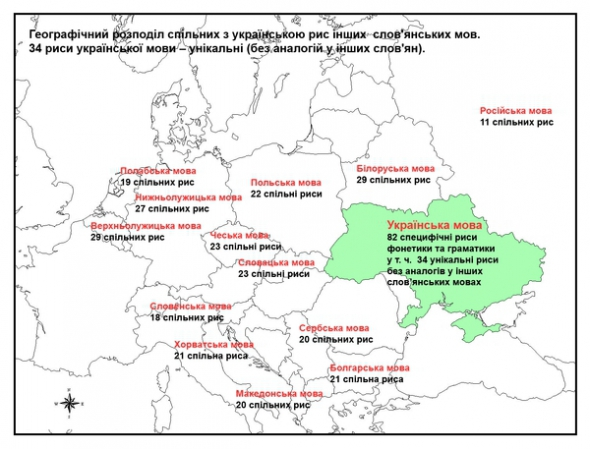 Географічний розподіл спільних з українською рис інших слов'янських мов.
34 риси української мови – унікальні (без аналогій у інших слов'ян).
Російська мова
11 спільних рис
Полабська мова
19 спільних рис
Польська мова
22 спільні риси
Білоруська мова
29 спільних рис
Нижньолужицька мова
27 спільних рис
Верхньолужицька мова
29 спільних рис
Українська мова
82 специфічні риси
фонетики та граматики
у т. ч. 34 унікальні риси
без аналогів у інших
слов'янських мовах
Чеська мова
23 спільні риси
Словацька мова
23 спільні риси
Словенська мова
18 спільних рис
Сербська мова
20 спільних рис
Хорватська мова
21 спільна риса
Болгарська мова
21 спільна риса
Македонська мова
20 спільних рис